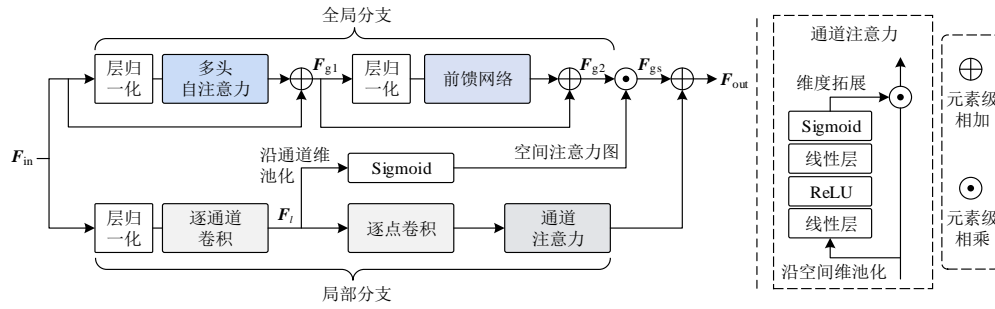 全局分支
层归
一化
多头
自注意力
F_g1
层归
一化
前馈网络
F_g2
F_gs
F_out
F_in
沿通道维
池化
Sigmoid
空间注意力图
层归
一化
逐通道
卷积
F_l
逐点卷积
通道
注意力
局部分支
通道注意力
维度拓展
Sigmoid
线性层
ReLU
线性层
沿空间维池化
元素级
相加
元素级
相乘